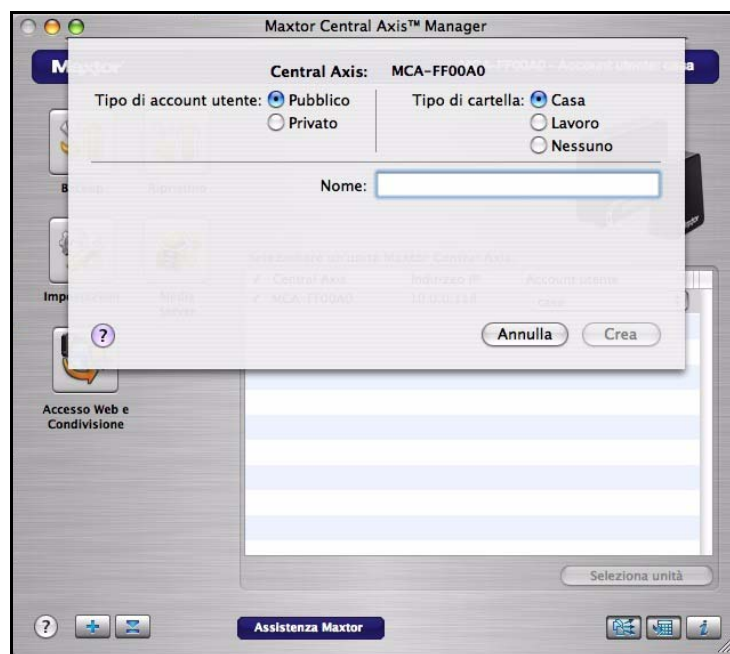 Maxtor Central Axis™ Manager
Central Axis: MCA-FF00A0
Tipo di account utente: Pubblico
Privato
Tipo di cartella: Casa
Lavoro
Nessuno
Nome:
? Annulla Crea
Accesso Web e
Condivisione
Seleziona unità
? Assistenza Maxtor i